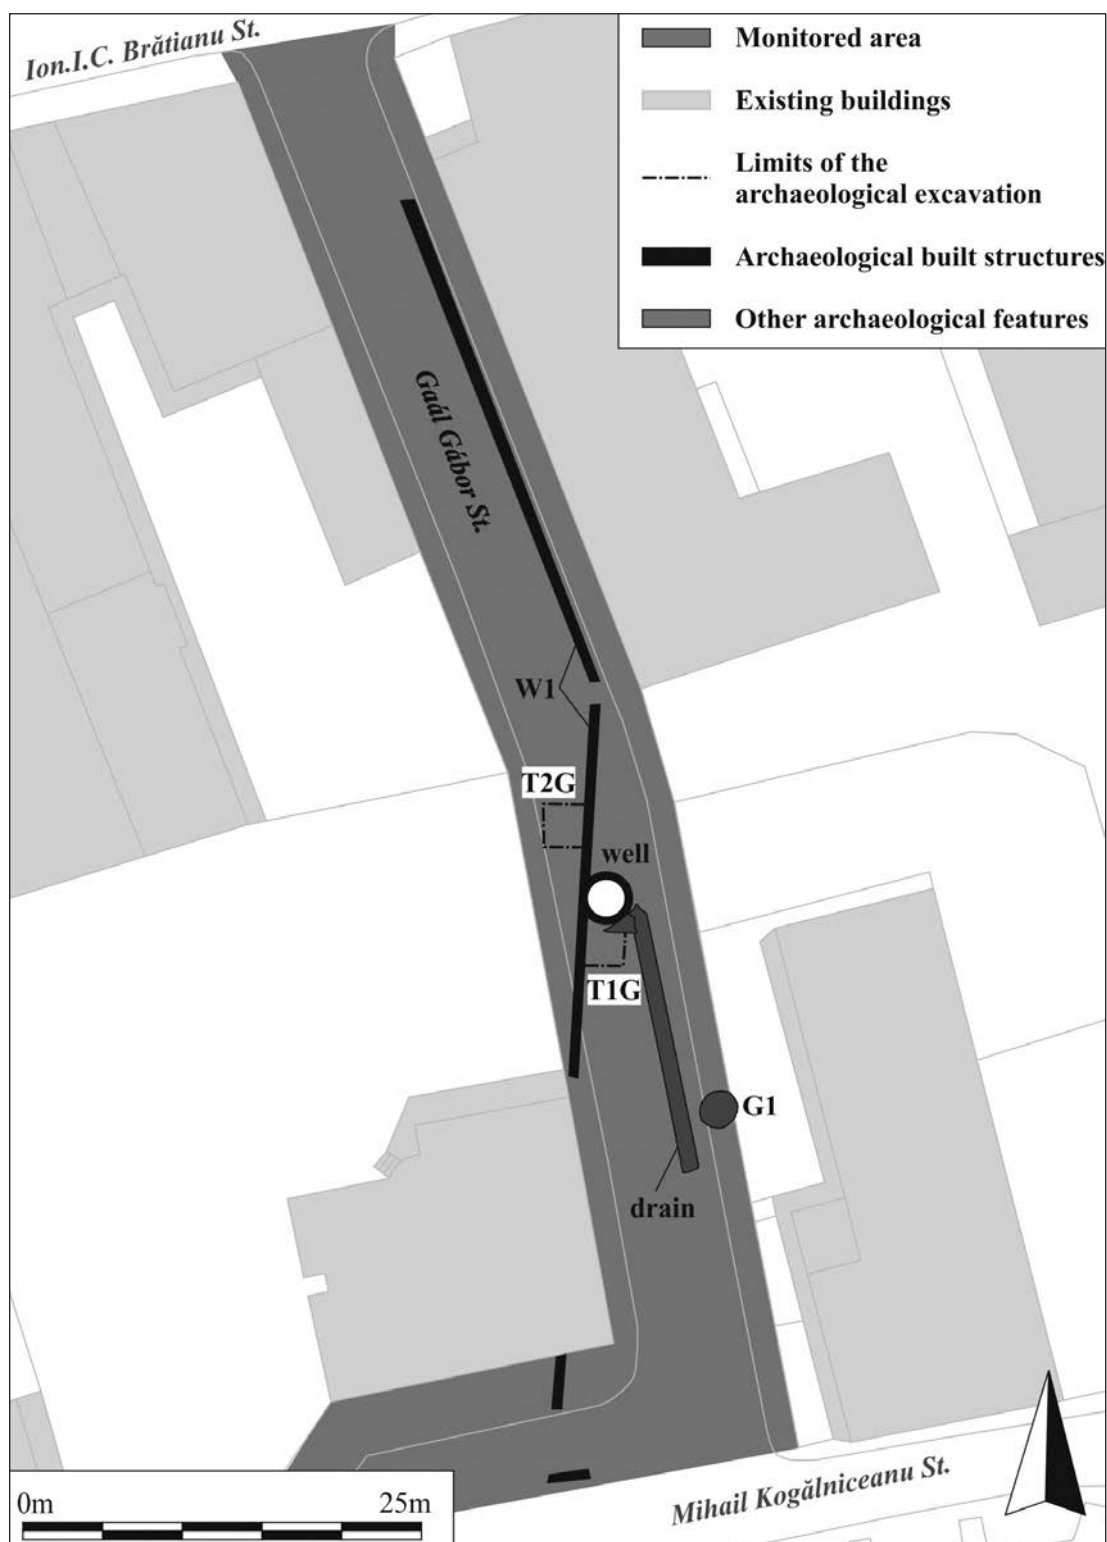 Ion.I.C. Brătianu St.
Monitored area
Existing buildings
Limits of the
archaeological excavation
Archaeological built structures
Other archaeological features
Gaál Gábor St.
W1
T2G
well
T1G
G1
drain
Mihail Kogălniceanu St.
0m 25m